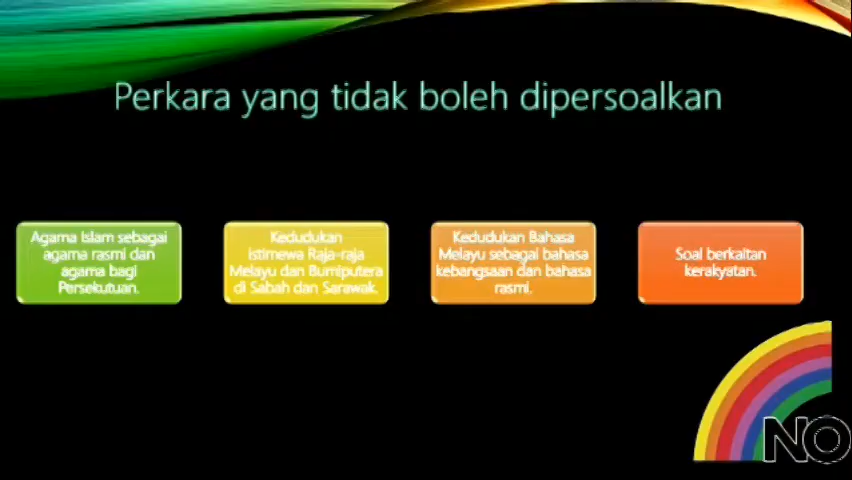 Perkara yang tidak boleh dipersoalkan
Agama Islam sebagai
agama rasmi dan
agama bagi
Persekutuan.
Kedudukan
Istimewa Raja-raja
Melayu dan Bumiputera
di Sabah dan Sarawak.
Kedudukan Bahasa
Melayu sebagai bahasa
kebangsaan dan bahasa
rasmi.
Soal berkaitan
kerakyatan.
NO